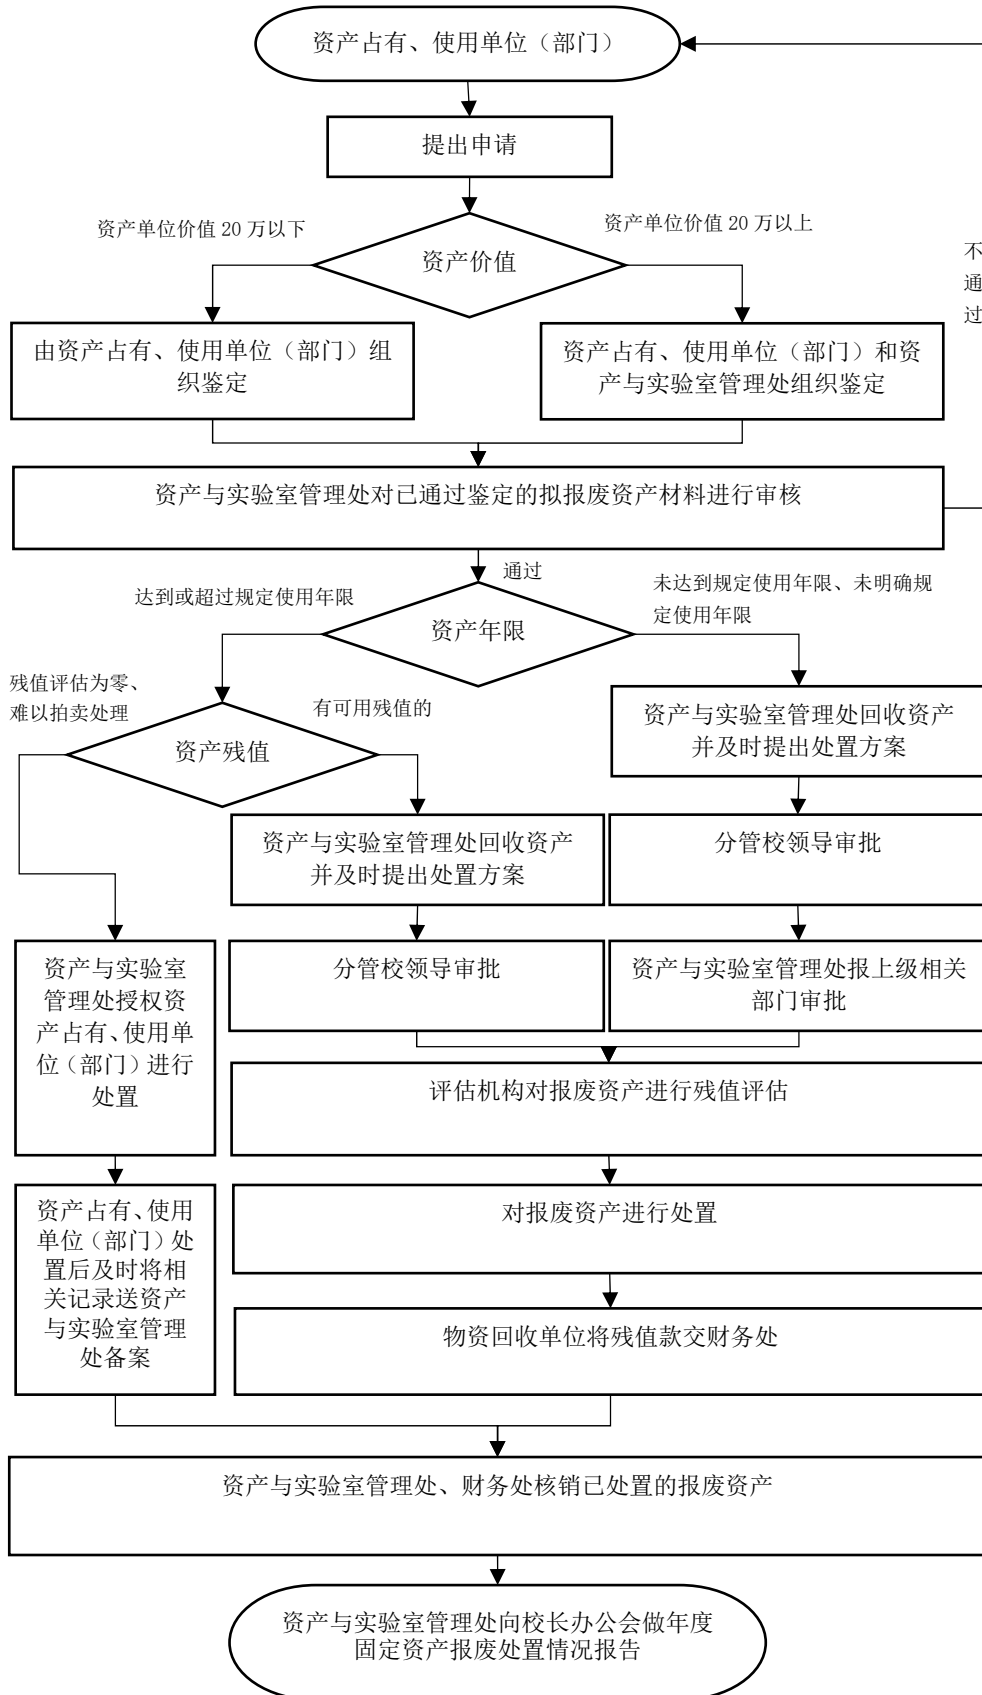 资产占有、使用单位（部门）
提出申请
资产单位价值 20 万以下
资产单位价值 20 万以上
资产价值
不
通
过
由资产占有、使用单位（部门）组
织鉴定
资产占有、使用单位（部门）和资
产与实验室管理处组织鉴定
资产与实验室管理处对已通过鉴定的拟报废资产材料进行审核
通过
达到或超过规定使用年限
未达到规定使用年限、未明确规
定使用年限
资产年限
残值评估为零、
难以拍卖处理
有可用残值的
资产残值
资产与实验室管理处回收资产
并及时提出处置方案
资产与实验室管理处回收资产
并及时提出处置方案
分管校领导审批
资产与实验室
管理处授权资
产占有、使用单
位（部门）进行
处置
分管校领导审批
资产与实验室管理处报上级相关
部门审批
评估机构对报废资产进行残值评估
资产占有、使用
单位（部门）处
置后及时将相
关记录送资产
与实验室管理
处备案
对报废资产进行处置
物资回收单位将残值款交财务处
资产与实验室管理处、财务处核销已处置的报废资产
资产与实验室管理处向校长办公会做年度
固定资产报废处置情况报告